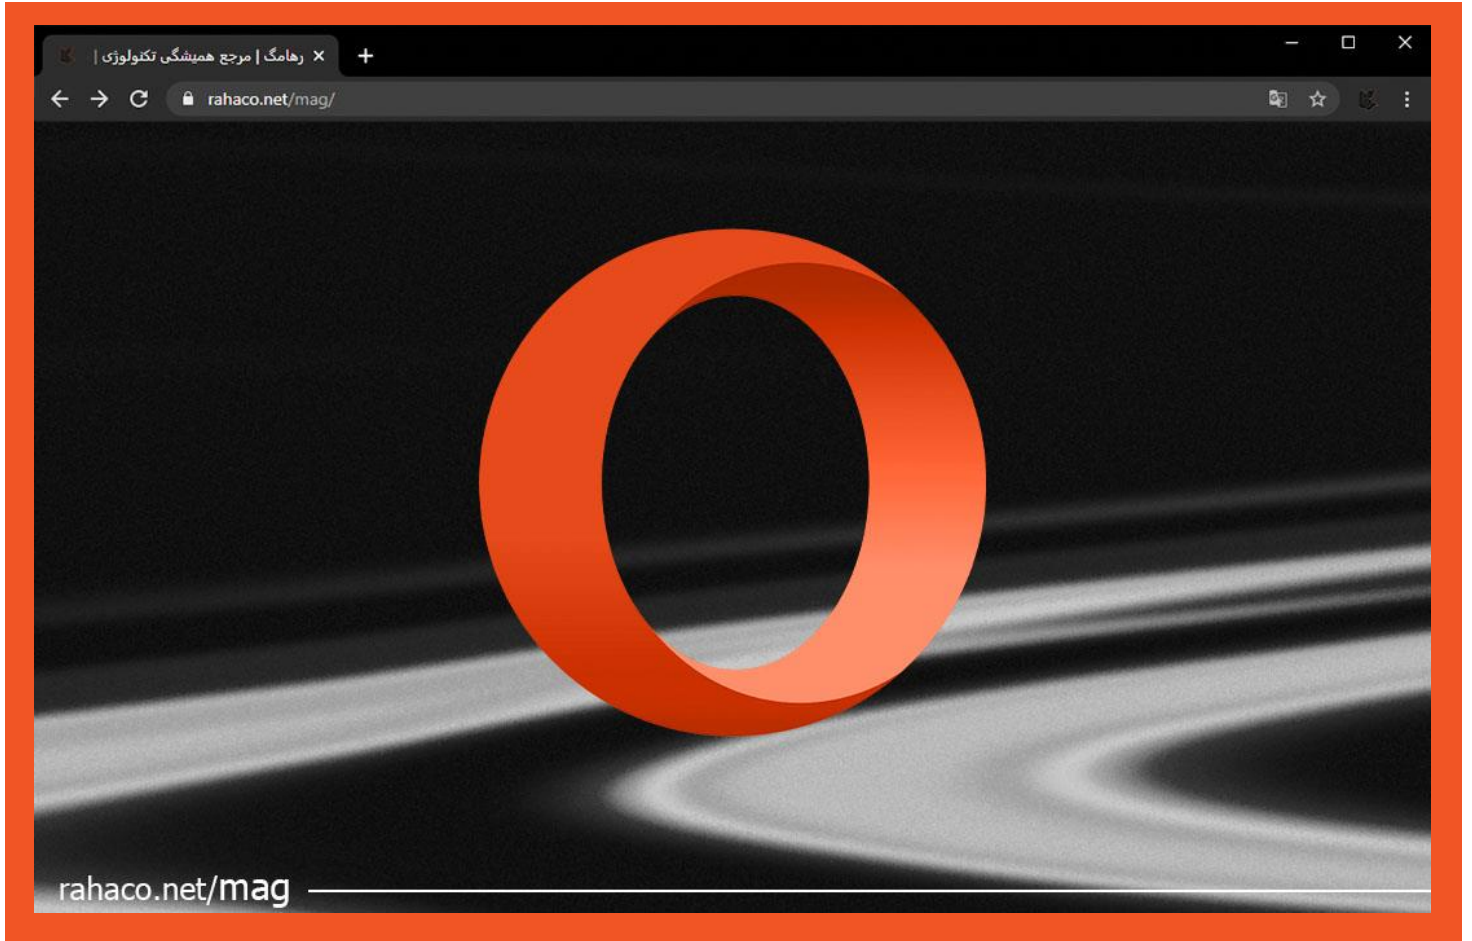 رهامگ | مرجع همیشگی تکنولوژی |
rahaco.net/mag/
rahaco.net/mag